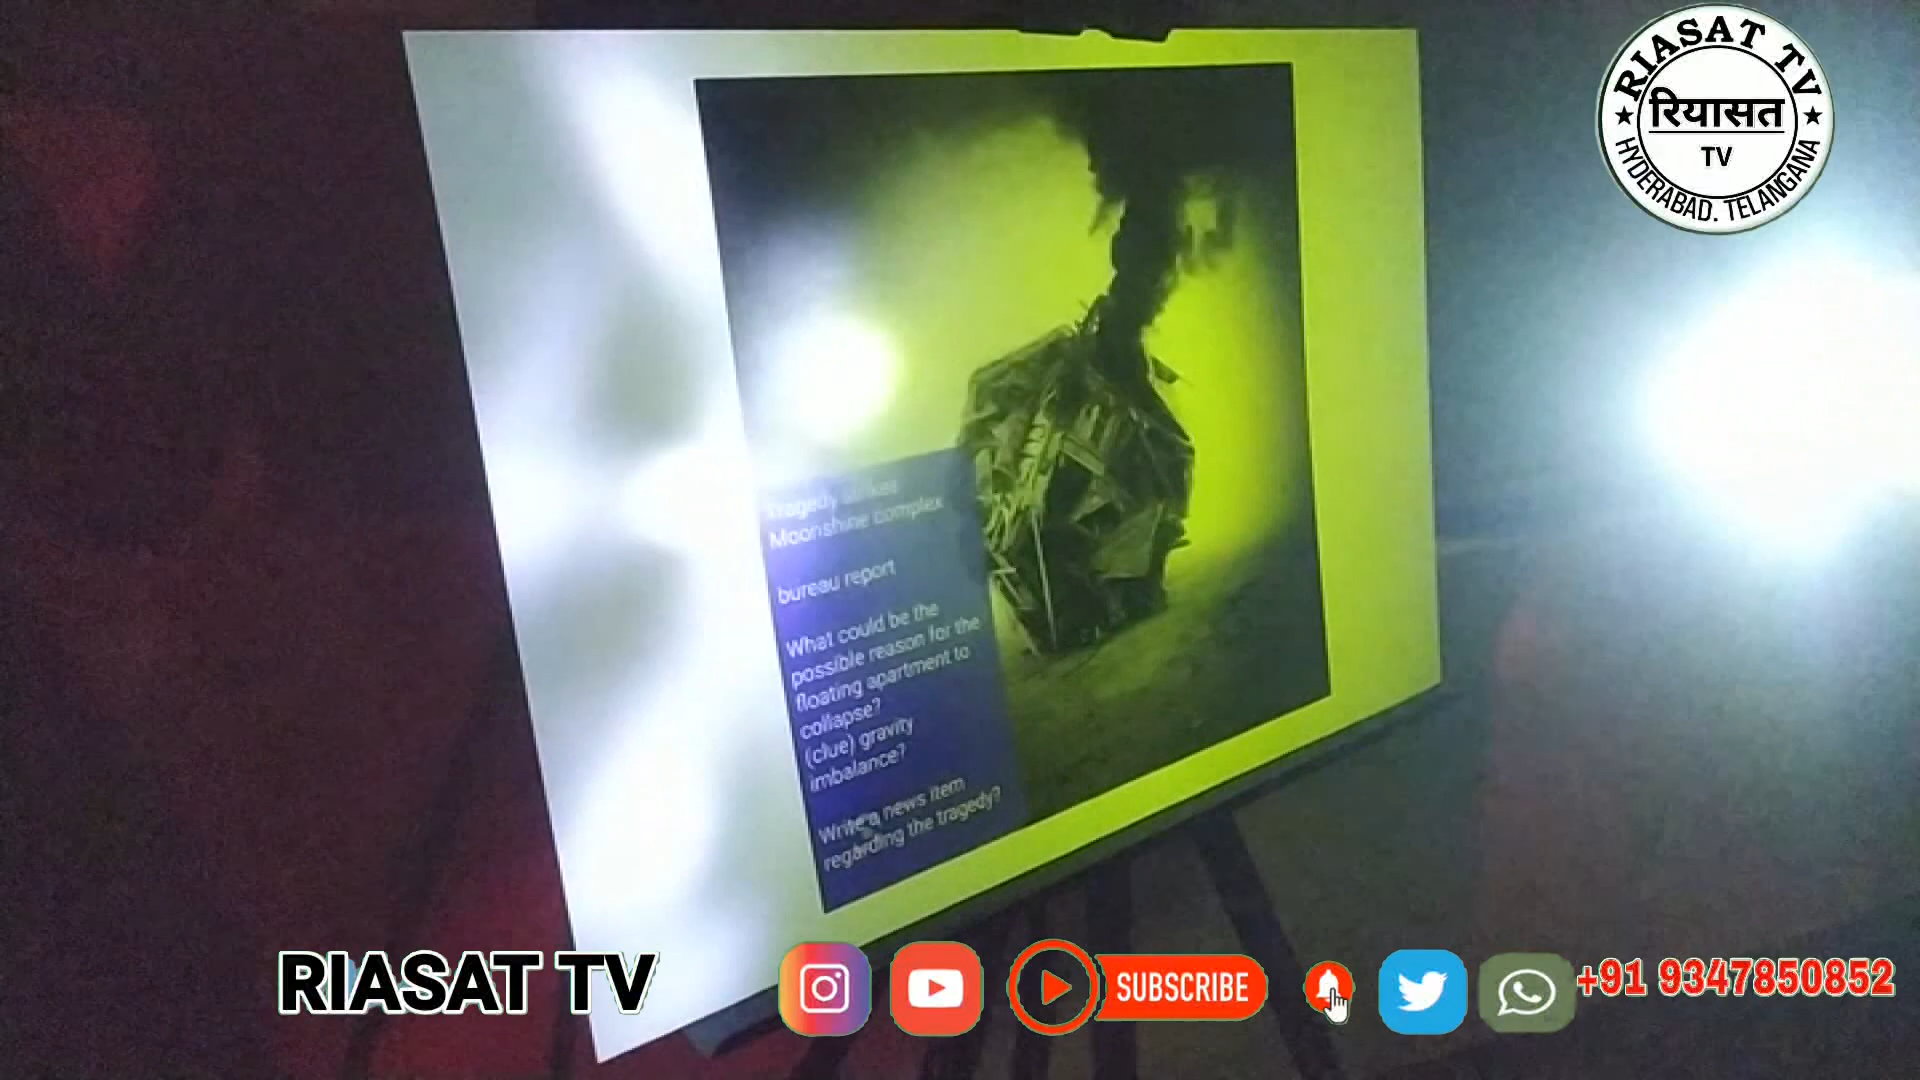 RIASAT TV
रियासत
TV
HYDERABAD. TELANGANA
Tragedy strikes
Moonshine complex
bureau report
What could be the
possible reason for the
floating apartment to
collapse?
(clue) gravity
imbalance?
Write a news item
regarding the tragedy?
RIASAT TV
SUBSCRIBE
+91 9347850852